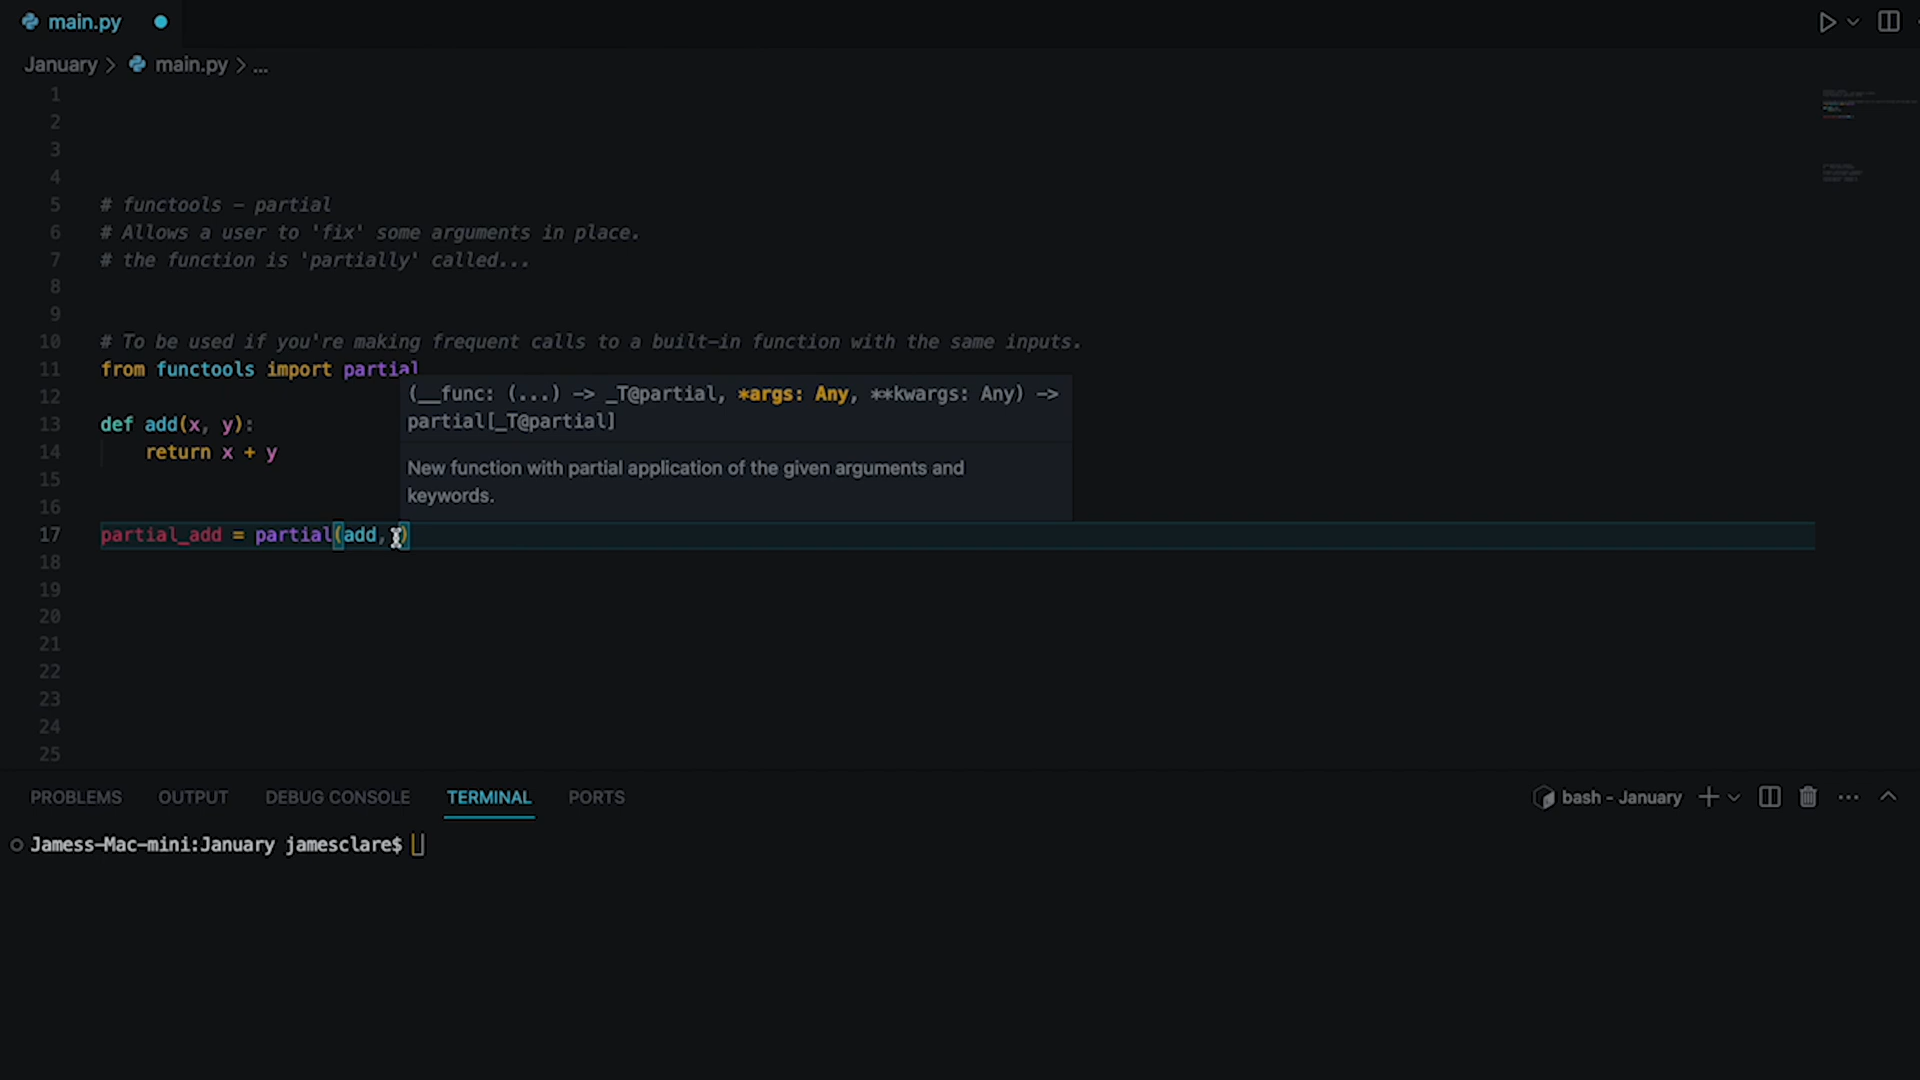 main.py
January > main.py > ...
1
2
3
4
5 # functools - partial
6 # Allows a user to 'fix' some arguments in place.
7 # the function is 'partially' called...
8
9
10 # To be used if you're making frequent calls to a built-in function with the same inputs.
11 from functools import partial
12
(__func: (...) -> _T@partial, *args: Any, **kwargs: Any) ->
partial[_T@partial]
13 def add(x, y):
14 return x + y
New function with partial application of the given arguments and
keywords.
15
16
17 partial_add = partial(add, )
18
19
20
21
22
23
24
25
PROBLEMS OUTPUT DEBUG CONSOLE TERMINAL PORTS bash - January
Jamess-Mac-mini:January jamesclare$